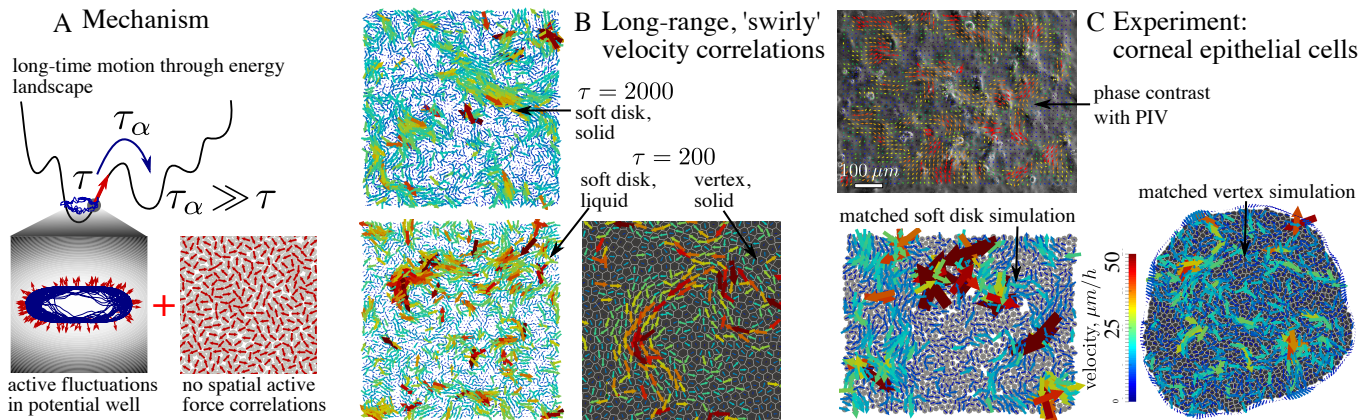 A Mechanism
long-time motion through energy
landscape
τα
τ
τα ≫ τ
active fluctuations
in potential well
+
no spatial active
force correlations
B Long-range, 'swirly'
velocity correlations
τ = 2000
soft disk,
solid
τ = 200
soft disk,
liquid
vertex,
solid
C Experiment:
corneal epithelial cells
phase contrast
with PIV
100 μm
matched soft disk simulation
matched vertex simulation
velocity, μm/h
50
25
0